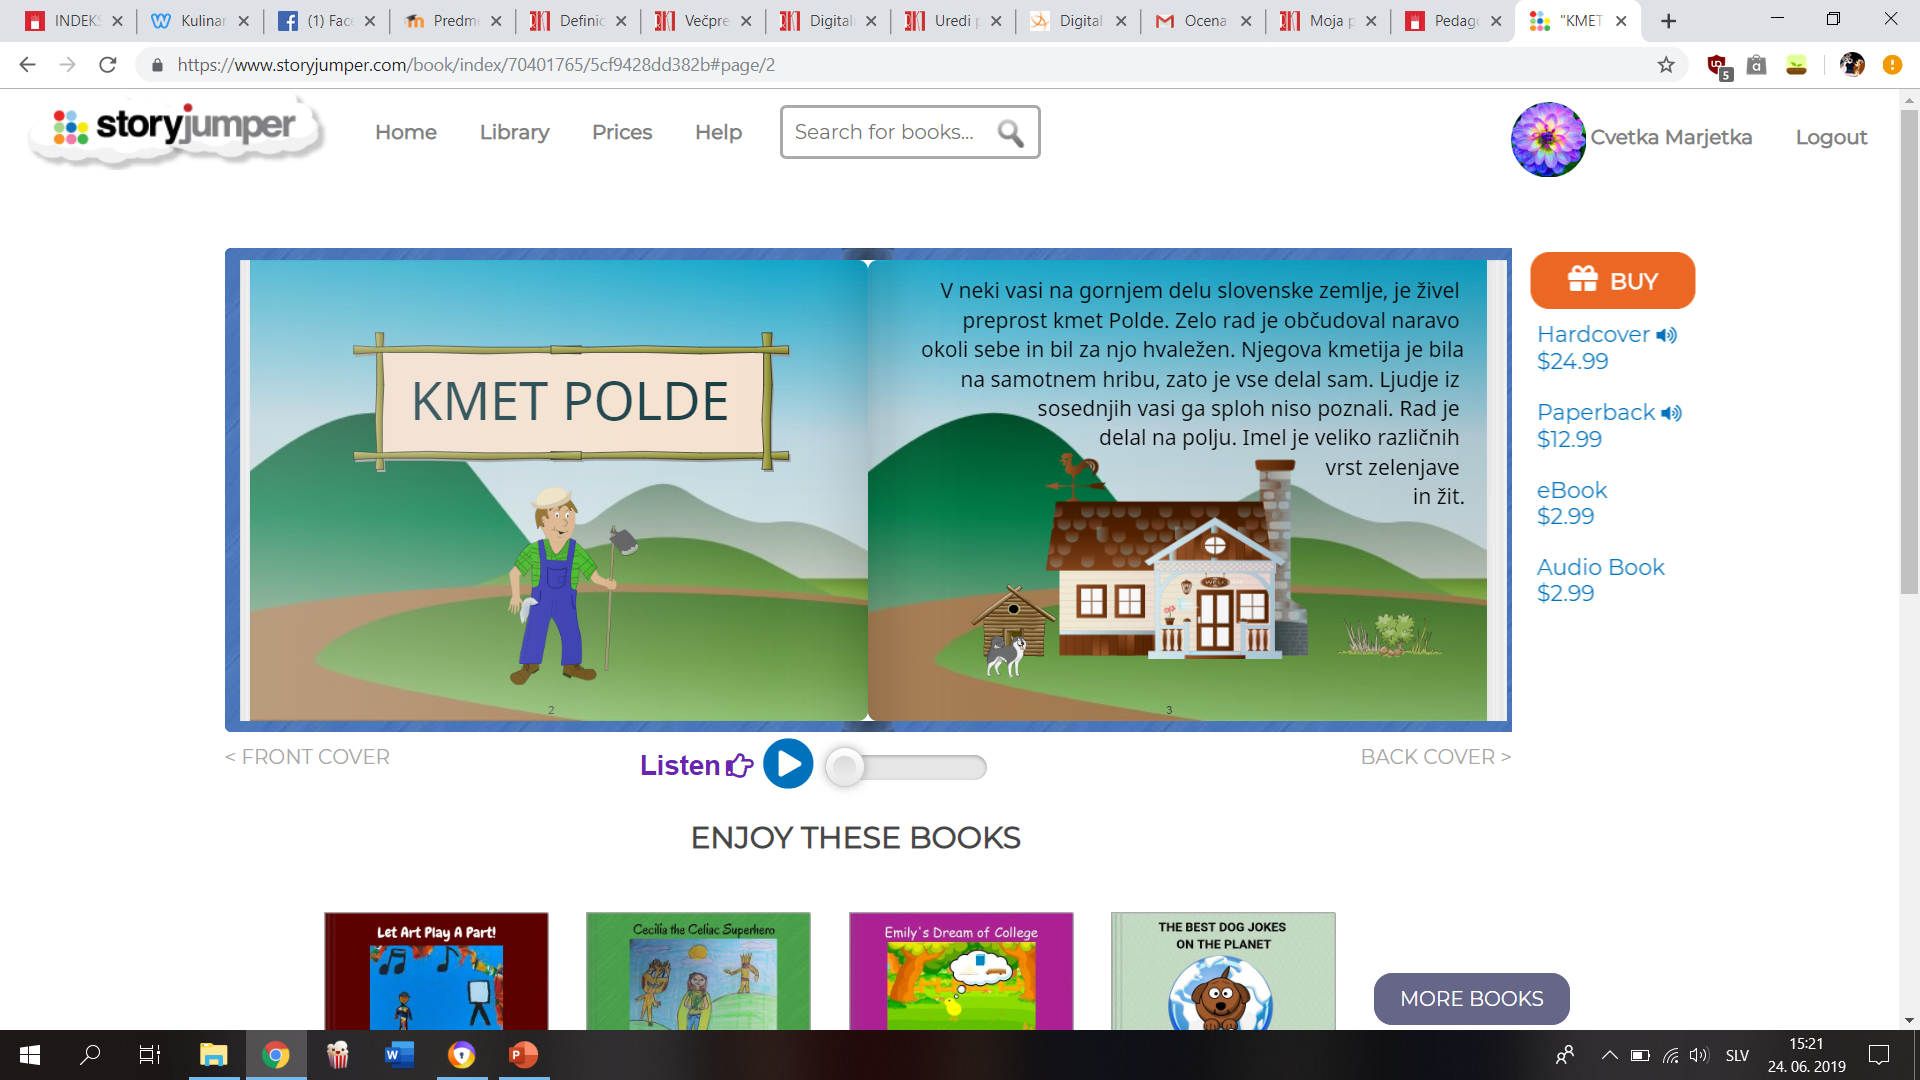 INDEKS
Kulinar
(1) Face
Predme
Definic
Večpre
Digital
Uredi p
Digital
Ocena
Moja p
Pedago
"KMET
https://www.storyjumper.com/book/index/70401765/5cf9428dd382b#page/2
5
storyjumper
Home
Library
Prices
Help
Search for books...
Cvetka Marjetka
Logout
KMET POLDE
2
V neki vasi na gornjem delu slovenske zemlje, je živel
preprost kmet Polde. Zelo rad je občudoval naravo
okoli sebe in bil za njo hvaležen. Njegova kmetija je bila
na samotnem hribu, zato je vse delal sam. Ljudje iz
sosednjih vasi ga sploh niso poznali. Rad je
delal na polju. Imel je veliko različnih
vrst zelenjave
in žit.
3
BUY
Hardcover
$24.99
Paperback
$12.99
eBook
$2.99
Audio Book
$2.99
< FRONT COVER
Listen
BACK COVER >
ENJOY THESE BOOKS
Let Art Play A Part!
Cecilia the Celiac Superhero
Emily's Dream of College
THE BEST DOG JOKES
ON THE PLANET
MORE BOOKS
SLV
15:21
24. 06. 2019